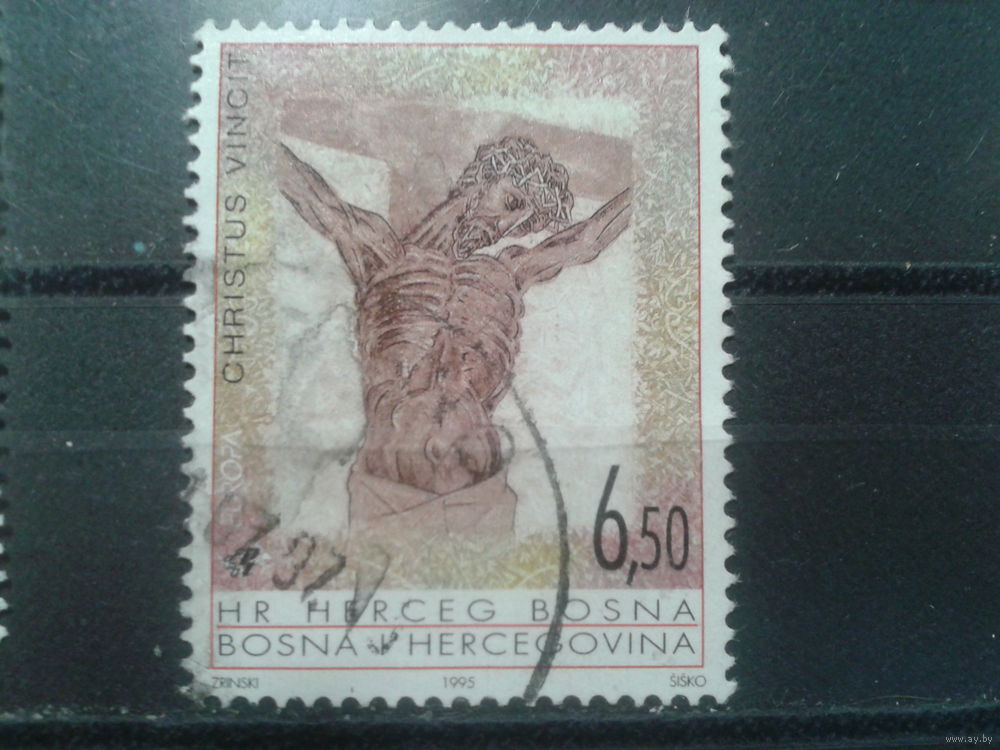 CHRISTUS VINCIT
EUROPA
6,50
HR HERCEG BOSNA
BOSNA I HERCEGOVINA
ZRINSKI 1995 ŠIŠKO
www.ay.by